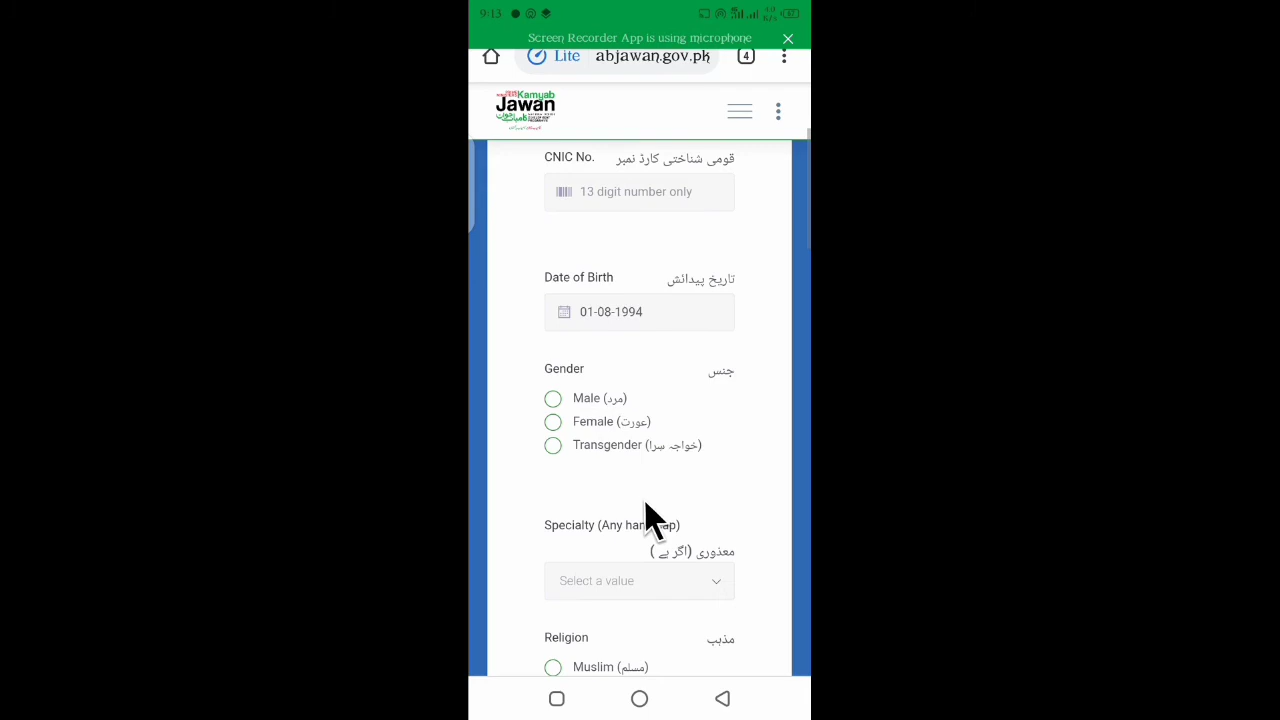 9:13
Screen Recorder App is using microphone
Lite abjawan.gov.pk 4
Kamyab
Jawan
CNIC No. قومی شناختی کارڈ نمبر
13 digit number only
Date of Birth تاریخ پیدائش
01-08-1994
Gender جنس
Male (مرد)
Female (عورت)
Transgender (خواجہ سرا)
Specialty (Any han
معذوری (اگر ہے )
Select a value
Religion مذہب
Muslim (مسلم)